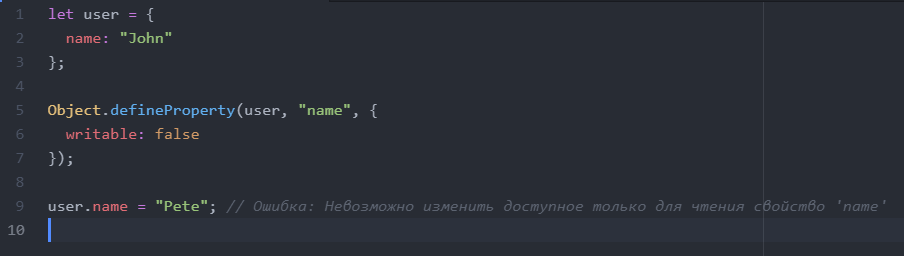 1 let user = {
2   name: "John"
3 };
4
5 Object.defineProperty(user, "name", {
6   writable: false
7 });
8
9 user.name = "Pete"; // Ошибка: Невозможно изменить доступное только для чтения свойство 'name'
10